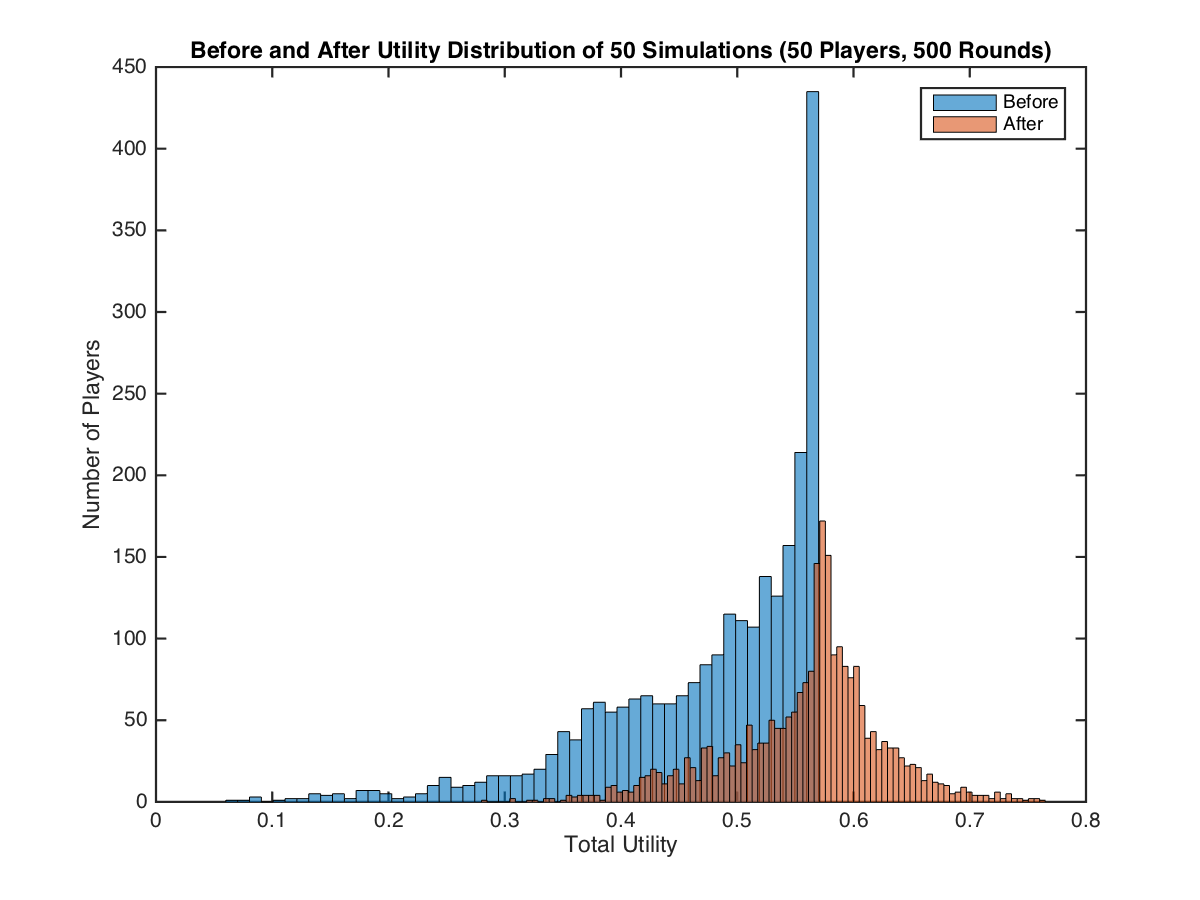 Before and After Utility Distribution of 50 Simulations (50 Players, 500 Rounds)
450
400
350
300
250
200
150
100
50
0
Number of Players
Before
After
0 0.1 0.2 0.3 0.4 0.5 0.6 0.7 0.8
Total Utility